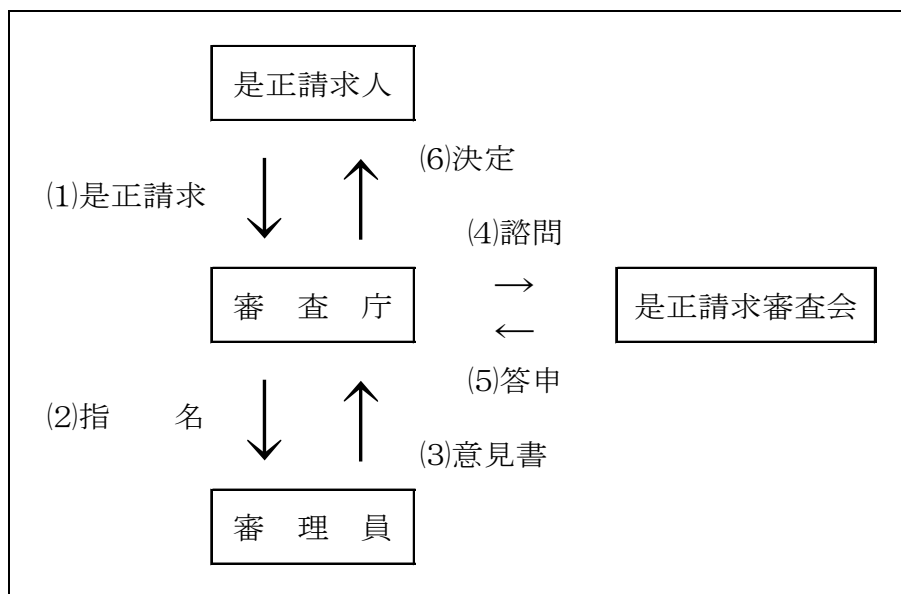 是正請求人
⑴是正請求
⑹決定
⑷諮問
審査庁
→
←
是正請求審査会
⑸答申
⑵指名
⑶意見書
審理員